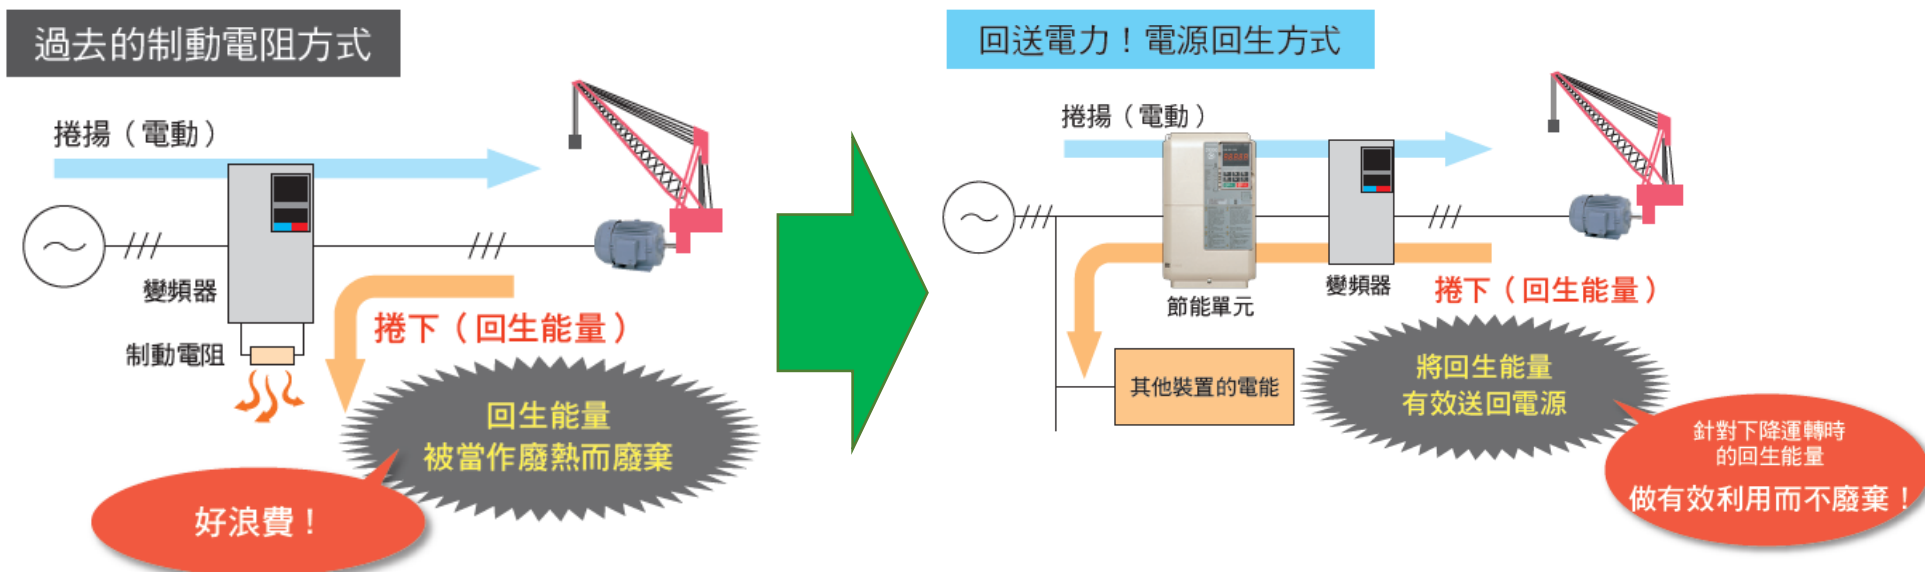 過去的制動電阻方式
捲揚（電動）
變頻器
制動電阻
捲下（回生能量）
回生能量
被當作廢熱而廢棄
好浪費！
回送電力！電源回生方式
捲揚（電動）
節能單元
變頻器
捲下（回生能量）
其他裝置的電能
將回生能量
有效送回電源
針對下降運轉時
的回生能量
做有效利用而不廢棄！